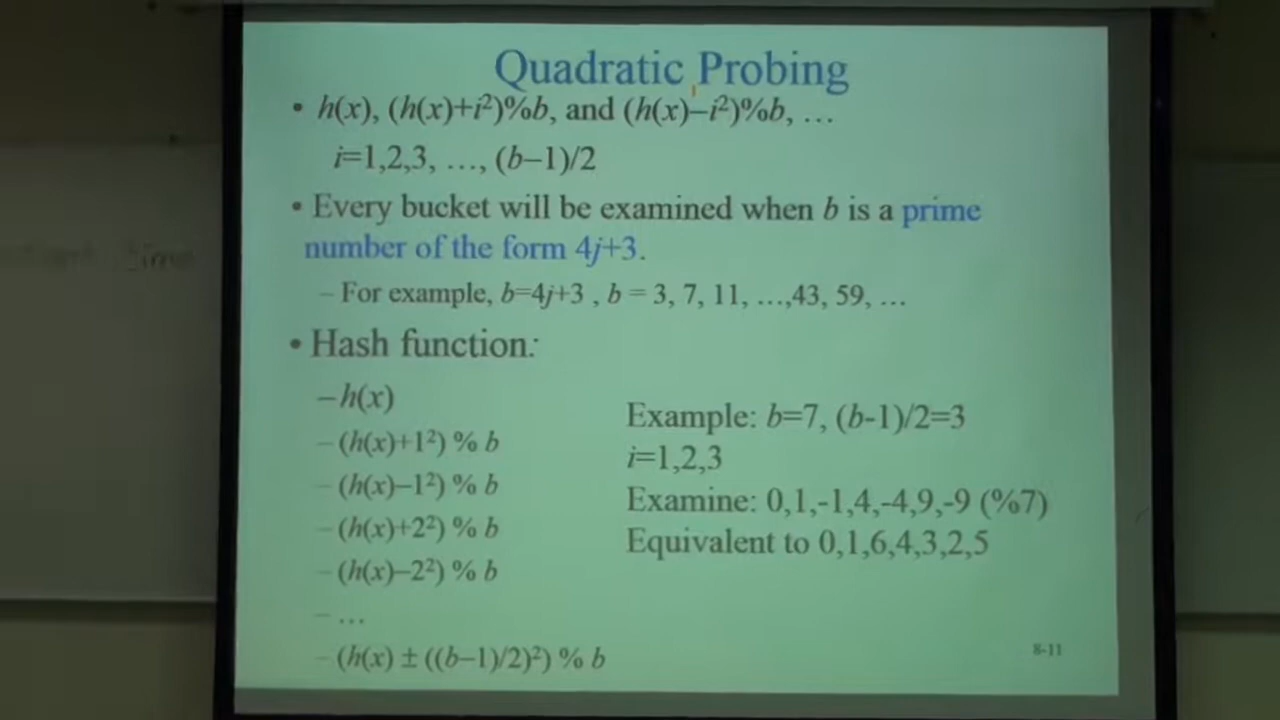 Quadratic Probing
• h(x), (h(x)+i²)%b, and (h(x)–i²)%b, …
i=1,2,3, …, (b–1)/2
• Every bucket will be examined when b is a prime
number of the form 4j+3.
– For example, b=4j+3 , b = 3, 7, 11, …,43, 59, …
• Hash function:
– h(x)
– (h(x)+1²) % b
– (h(x)–1²) % b
– (h(x)+2²) % b
– (h(x)–2²) % b
– …
– (h(x) ± ((b–1)/2)²) % b
Example: b=7, (b-1)/2=3
i=1,2,3
Examine: 0,1,-1,4,-4,9,-9 (%7)
Equivalent to 0,1,6,4,3,2,5
8-11